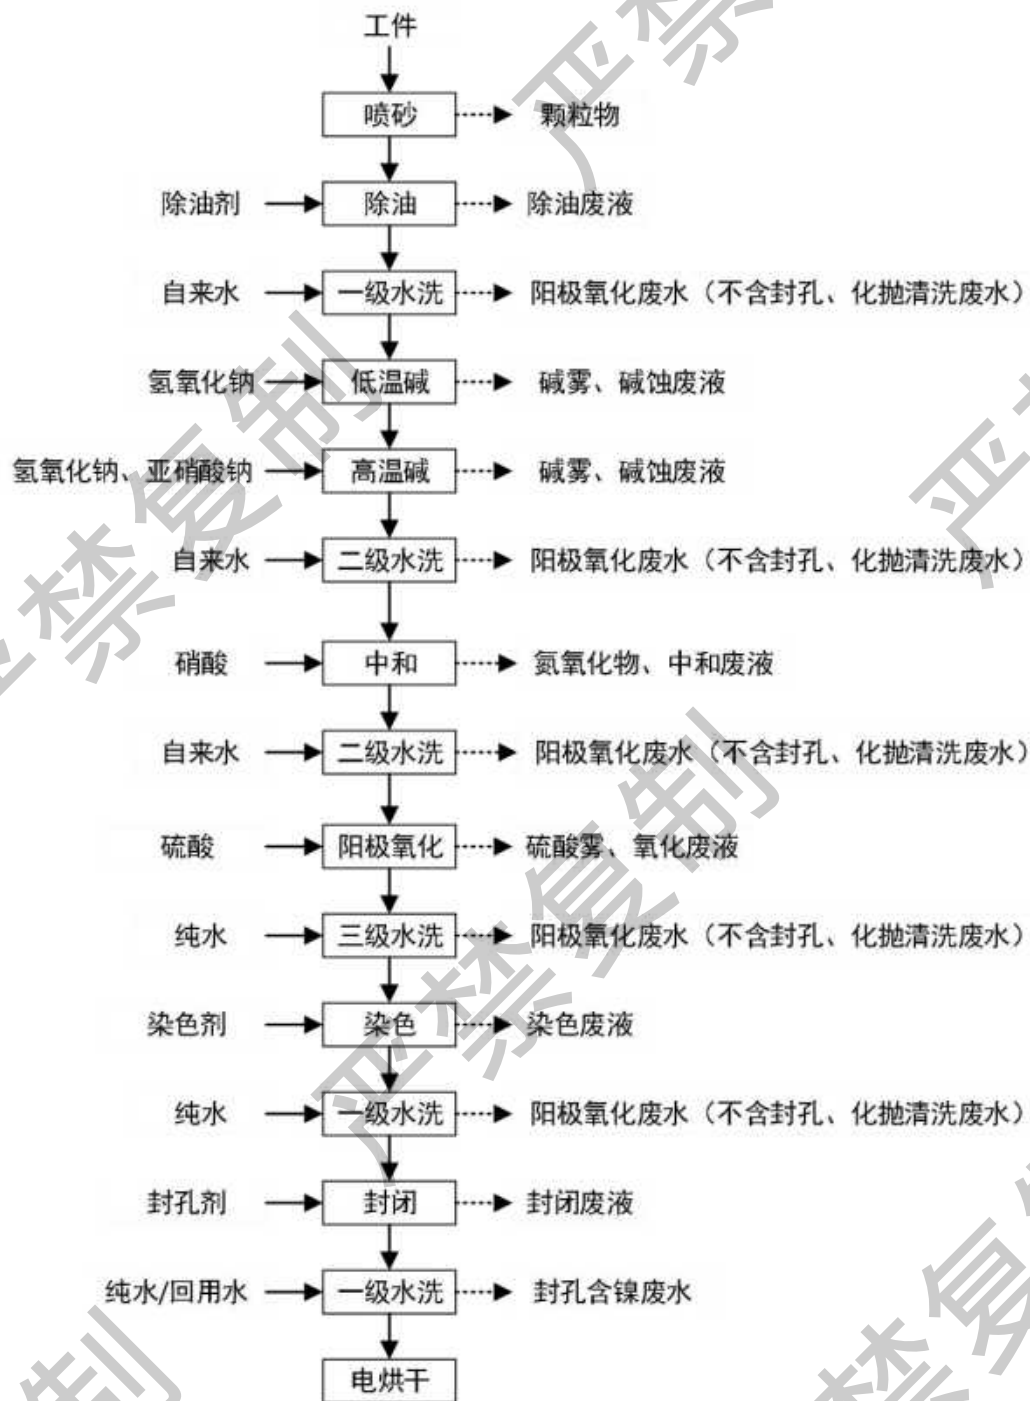 工件
喷砂 颗粒物
除油剂 除油 除油废液
自来水 一级水洗 阳极氧化废水（不含封孔、化抛清洗废水）
氢氧化钠 低温碱 碱雾、碱蚀废液
氢氧化钠、亚硝酸钠 高温碱 碱雾、碱蚀废液
自来水 二级水洗 阳极氧化废水（不含封孔、化抛清洗废水）
硝酸 中和 氮氧化物、中和废液
自来水 二级水洗 阳极氧化废水（不含封孔、化抛清洗废水）
硫酸 阳极氧化 硫酸雾、氧化废液
纯水 三级水洗 阳极氧化废水（不含封孔、化抛清洗废水）
染色剂 染色 染色废液
纯水 一级水洗 阳极氧化废水（不含封孔、化抛清洗废水）
封孔剂 封闭 封闭废液
纯水/回用水 一级水洗 封孔含镍废水
电烘干
严禁复制